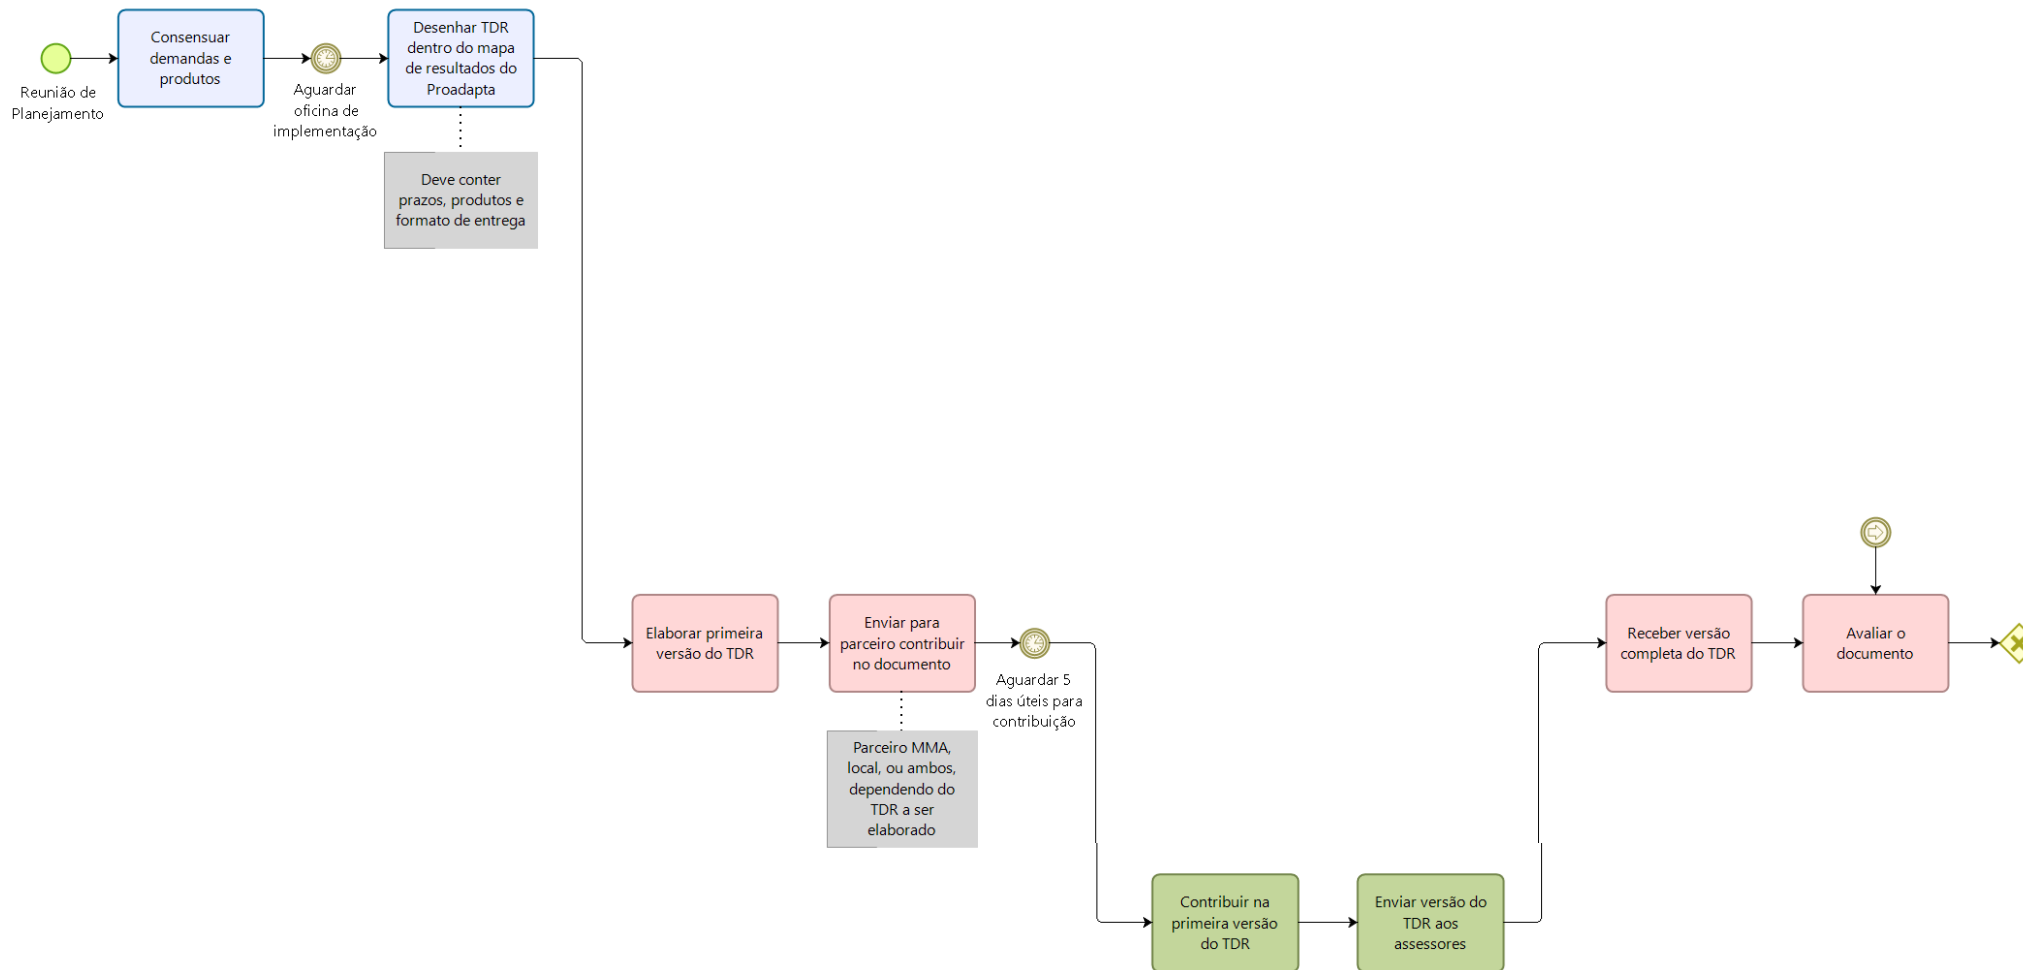 Reunião de
Planejamento
Consensuar
demandas e
produtos
Aguardar
oficina de
implementação
Desenhar TDR
dentro do mapa
de resultados do
Proadapta
Deve conter
prazos, produtos e
formato de entrega
Elaborar primeira
versão do TDR
Enviar para
parceiro contribuir
no documento
Parceiro MMA,
local, ou ambos,
dependendo do
TDR a ser
elaborado
Aguardar 5
dias úteis para
contribuição
Contribuir na
primeira versão
do TDR
Enviar versão do
TDR aos
assessores
Receber versão
completa do TDR
Avaliar o
documento